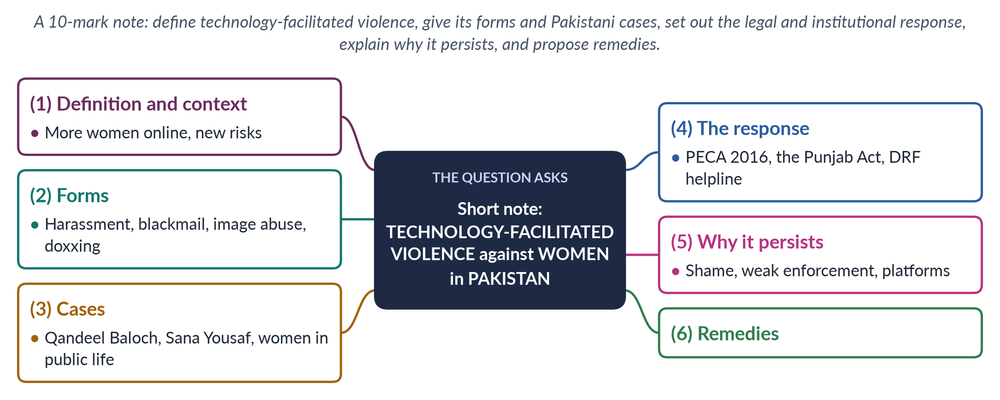 A 10-mark note: define technology-facilitated violence, give its forms and Pakistani cases, set out the legal and institutional response,
explain why it persists, and propose remedies.
(1) Definition and context
• More women online, new risks
(2) Forms
• Harassment, blackmail, image abuse,
doxxing
(3) Cases
• Qandeel Baloch, Sana Yousaf, women in
public life
THE QUESTION ASKS
Short note:
TECHNOLOGY-FACILITATED
VIOLENCE against WOMEN
in PAKISTAN
(4) The response
• PECA 2016, the Punjab Act, DRF
helpline
(5) Why it persists
• Shame, weak enforcement, platforms
(6) Remedies